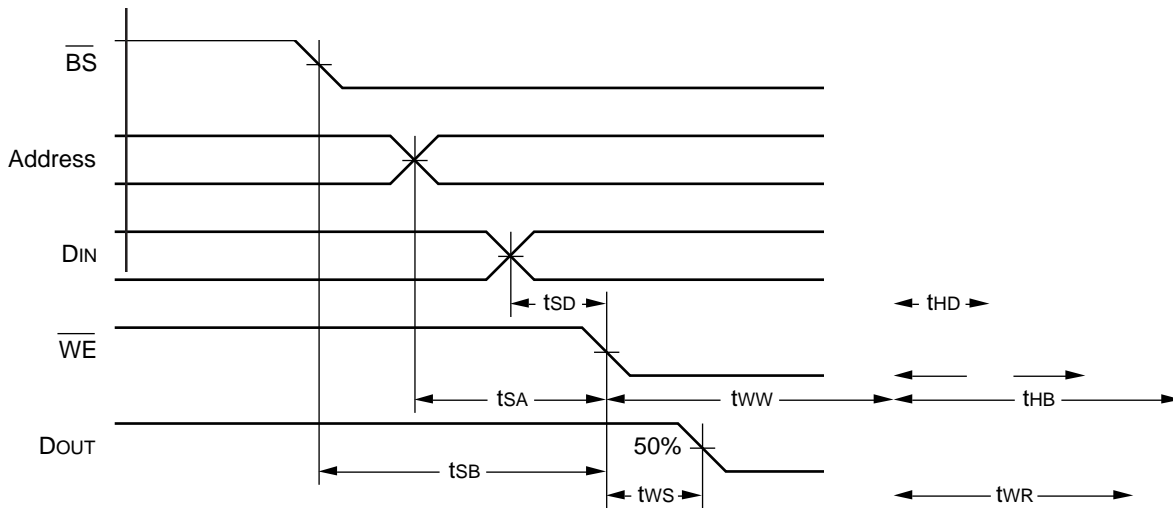 BS
Address
DIN
tSD tHD
WE
tSA tWW tHB
DOUT 50%
tSB
tWS tWR